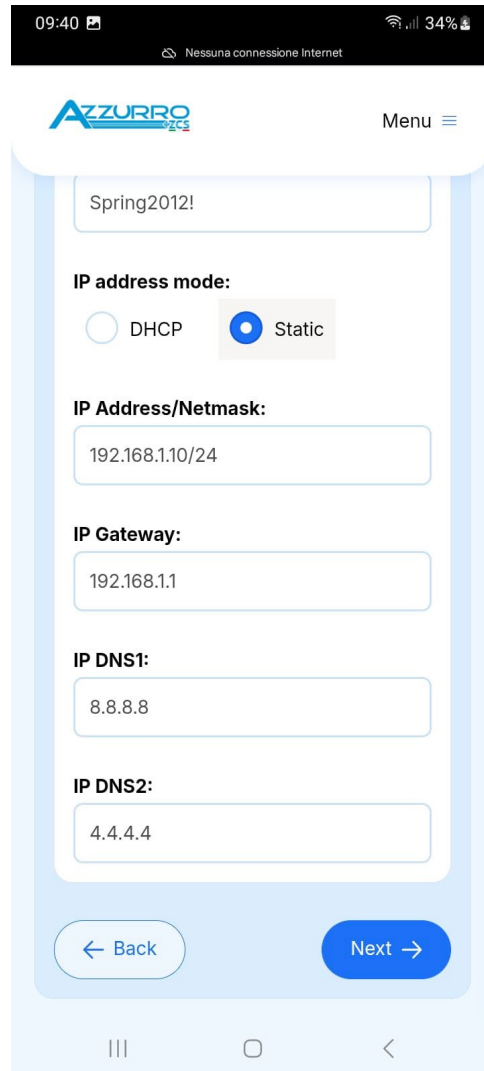 09:40 34%
Nessuna connessione Internet
AZZURRO
ZCS
Menu
Spring2012!
IP address mode:
DHCP Static
IP Address/Netmask:
192.168.1.10/24
IP Gateway:
192.168.1.1
IP DNS1:
8.8.8.8
IP DNS2:
4.4.4.4
← Back Next →